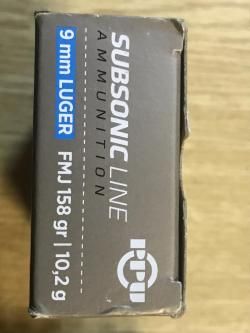 SUBSONIC LINE
AMMUNITION
9 mm LUGER FMJ 158 gr | 10,2 g
PPU